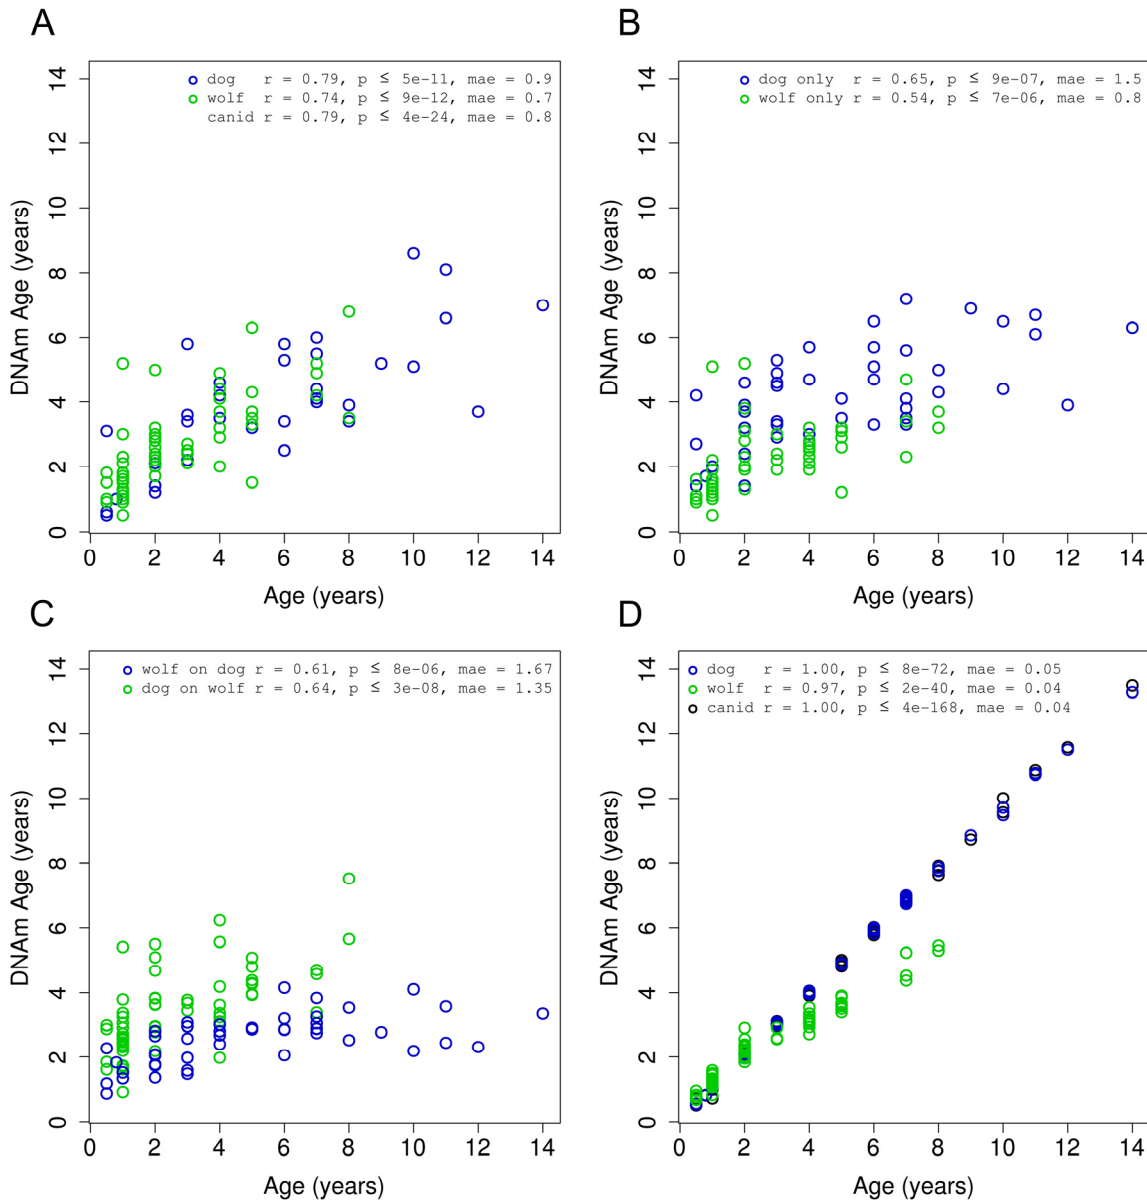 A
dog r = 0.79, p ≤ 5e-11, mae = 0.9
wolf r = 0.74, p ≤ 9e-12, mae = 0.7
canid r = 0.79, p ≤ 4e-24, mae = 0.8
DNAm Age (years)
14
12
10
8
6
4
2
0
0 2 4 6 8 10 12 14
Age (years)
B
dog only r = 0.65, p ≤ 9e-07, mae = 1.5
wolf only r = 0.54, p ≤ 7e-06, mae = 0.8
DNAm Age (years)
14
12
10
8
6
4
2
0
0 2 4 6 8 10 12 14
Age (years)
C
wolf on dog r = 0.61, p ≤ 8e-06, mae = 1.67
dog on wolf r = 0.64, p ≤ 3e-08, mae = 1.35
DNAm Age (years)
14
12
10
8
6
4
2
0
0 2 4 6 8 10 12 14
Age (years)
D
dog r = 1.00, p ≤ 8e-72, mae = 0.05
wolf r = 0.97, p ≤ 2e-40, mae = 0.04
canid r = 1.00, p ≤ 4e-168, mae = 0.04
DNAm Age (years)
14
12
10
8
6
4
2
0
0 2 4 6 8 10 12 14
Age (years)